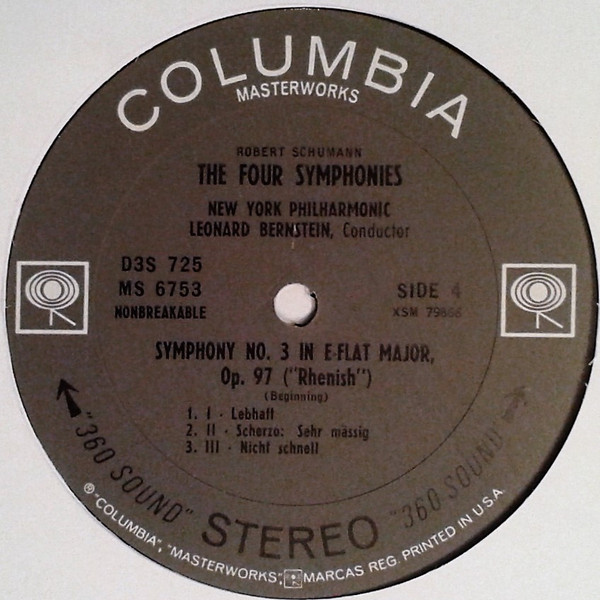 COLUMBIA
MASTERWORKS
ROBERT SCHUMANN
THE FOUR SYMPHONIES
NEW YORK PHILHARMONIC
LEONARD BERNSTEIN, Conductor
D3S 725
MS 6753
NONBREAKABLE
SIDE 4
XSM
SYMPHONY NO. 3 IN E-FLAT MAJOR,
Op. 97 ("Rhenish")
(Beginning)
1. I - Lebhaft
2. II - Scherzo: Sehr mässig
3. III - Nicht schnell
"360 SOUND"
STEREO
"360 SOUND"
® "COLUMBIA", "MASTERWORKS", MARCAS REG. PRINTED IN U.S.A.